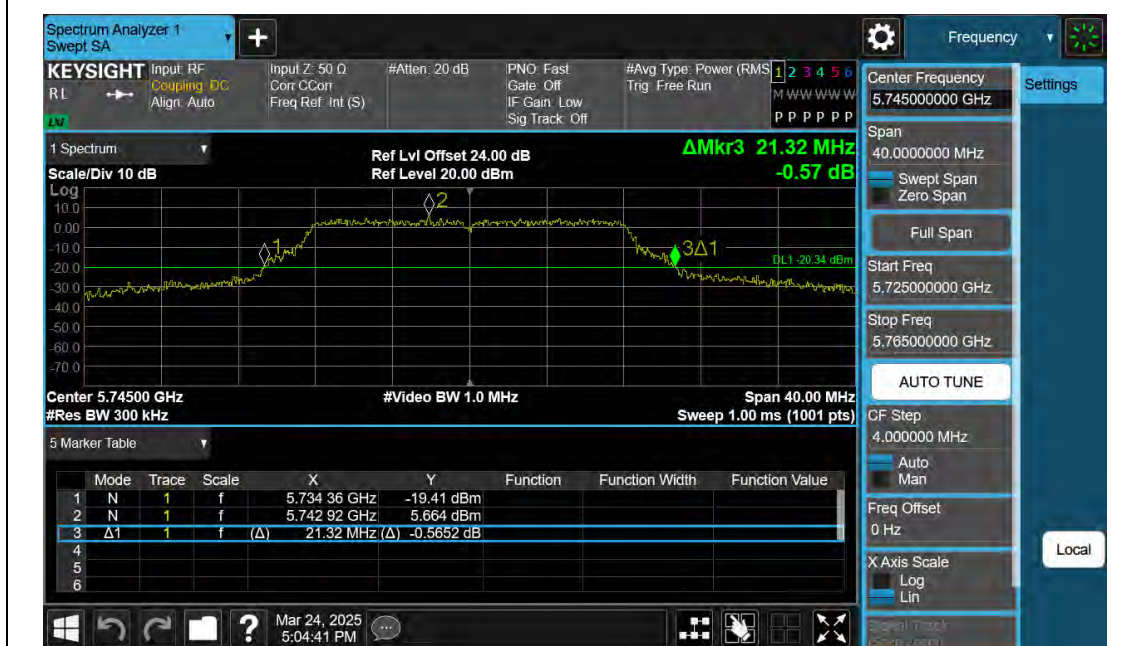 Spectrum Analyzer 1
Swept SA
+
Frequency
KEYSIGHT
RL
LXI
Input: RF
Coupling: DC
Align: Auto
Input Z: 50 Ω
Corr CCorr
Freq Ref: Int (S)
#Atten: 20 dB
PNO: Fast
Gate: Off
IF Gain: Low
Sig Track: Off
#Avg Type: Power (RMS
Trig: Free Run
1 2 3 4 5 6
M W W W W W
P P P P P P
1 Spectrum
Scale/Div 10 dB
Ref Lvl Offset 24.00 dB
Ref Level 20.00 dBm
ΔMkr3 21.32 MHz
-0.57 dB
Log
10.0
0.00
-10.0
-20.0
-30.0
-40.0
-50.0
-60.0
-70.0
1
2
3Δ1
DL1 -20.34 dBm
Center 5.74500 GHz
#Video BW 1.0 MHz
Span 40.00 MHz
#Res BW 300 kHz
Sweep 1.00 ms (1001 pts)
5 Marker Table
Mode Trace Scale X Y Function Function Width Function Value
1 N 1 f 5.734 36 GHz -19.41 dBm
2 N 1 f 5.742 92 GHz 5.664 dBm
3 Δ1 1 f (Δ) 21.32 MHz (Δ) -0.5652 dB
4
5
6
?
Mar 24, 2025
5:04:41 PM
Center Frequency
5.745000000 GHz
Span
40.0000000 MHz
Swept Span
Zero Span
Full Span
Start Freq
5.725000000 GHz
Stop Freq
5.765000000 GHz
AUTO TUNE
CF Step
4.000000 MHz
Auto
Man
Freq Offset
0 Hz
X Axis Scale
Log
Lin
Signal Track
Settings
Local